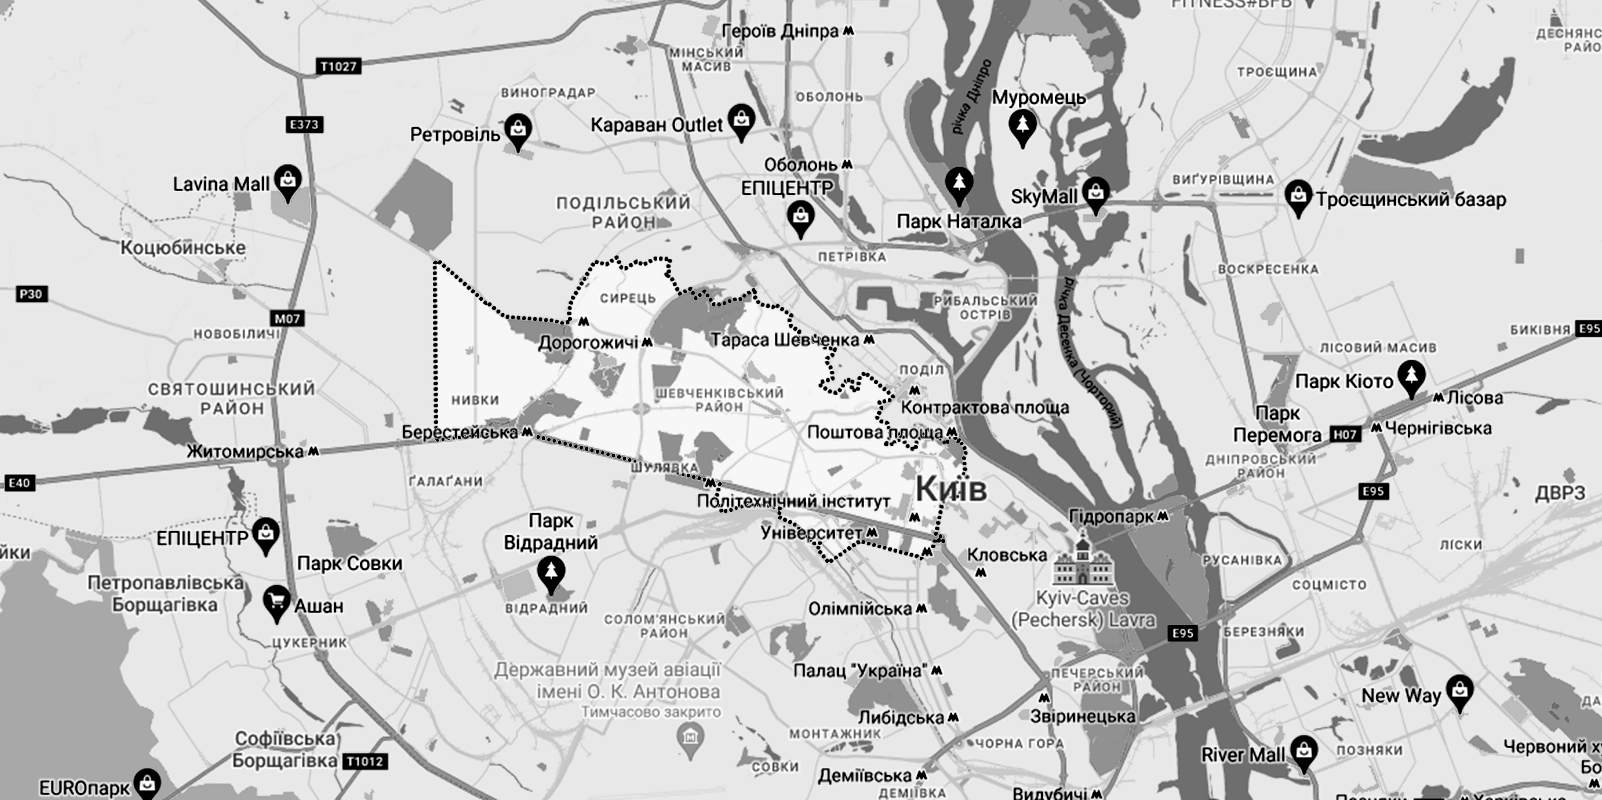 FITNESS#BFB
Героїв Дніпра
МІНСЬКИЙ
МАСИВ
T1027
ТРОЄЩИНА
ВИНОГРАДАР
ОБОЛОНЬ
річка Дніпро
Муромець
E373
Ретровіль
Караван Outlet
Оболонь
ЕПІЦЕНТР
Lavina Mall
SkyMall
ВИҐУРІВЩИНА
Троєщинський базар
ПОДІЛЬСЬКИЙ
РАЙОН
Парк Наталка
Коцюбинське
ПЕТРІВКА
ВОСКРЕСЕНКА
P30
СИРЕЦЬ
РИБАЛЬСЬКИЙ
ОСТРІВ
річка Десенка (Чорторий)
M07
НОВОБІЛИЧІ
Дорогожичі
Тараса Шевченка
БИКІВНЯ
E95
ЛІСОВИЙ МАСИВ
СВЯТОШИНСЬКИЙ
РАЙОН
НИВКИ
ШЕВЧЕНКІВСЬКИЙ
РАЙОН
ПОДІЛ
Парк Кіото
Лісова
Контрактова площа
Парк
Перемога
H07
Чернігівська
Берестейська
Поштова площа
Житомирська
ДНІПРОВСЬКИЙ
РАЙОН
E40
ҐАЛАҐАНИ
ШУЛЯВКА
Київ
E95
ДВРЗ
Політехнічний інститут
Гідропарк
Парк
Відрадний
Університет
ЕПІЦЕНТР
Кловська
ЛІСКИ
Парк Совки
РУСАНІВКА
Петропавлівська
Борщагівка
СОЦМІСТО
Ашан
ВІДРАДНИЙ
Олімпійська
Kyiv-Caves
(Pechersk) Lavra
СОЛОМ'ЯНСЬКИЙ
РАЙОН
E95
БЕРЕЗНЯКИ
ЦУКЕРНИК
Державний музей авіації
імені О. К. Антонова
Тимчасово закрито
Палац "Україна"
ПЕЧЕРСЬКИЙ
РАЙОН
New Way
Либідська
Звіринецька
МОНТАЖНИК
ЧОРНА ГОРА
Софіївська
Борщагівка
T1012
River Mall
ПОЗНЯКИ
СОВКИ
Деміївська
ДЕМІЇВКА
EUROпарк
Видубичі
Червоний